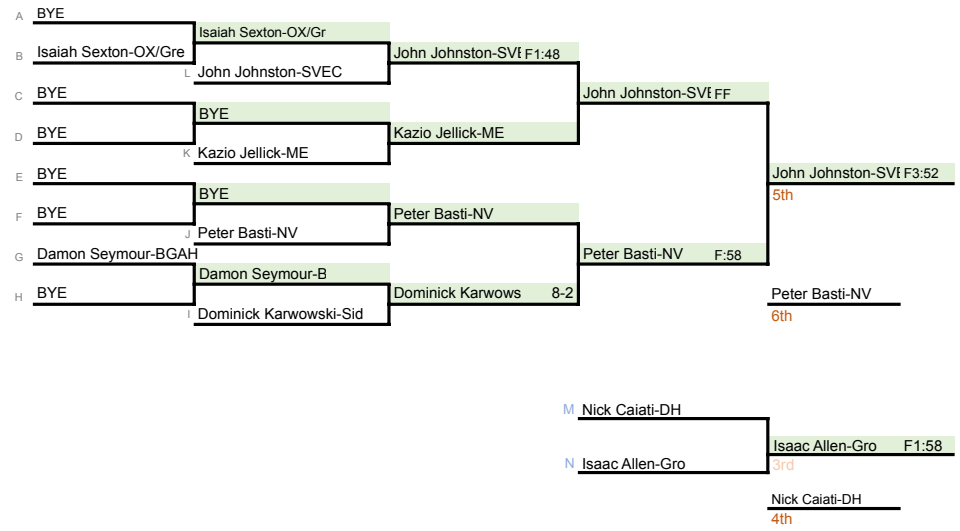 A BYE
Isaiah Sexton-OX/Gr
B Isaiah Sexton-OX/Gre
John Johnston-SVE F1:48
L John Johnston-SVEC
C BYE
John Johnston-SVE FF
BYE
D BYE
Kazio Jellick-ME
K Kazio Jellick-ME
E BYE
John Johnston-SVE F3:52
BYE
5th
F BYE
Peter Basti-NV
J Peter Basti-NV
G Damon Seymour-BGAH
Peter Basti-NV F:58
Damon Seymour-B
H BYE
Dominick Karwows 8-2
Peter Basti-NV
I Dominick Karwowski-Sid
6th
M Nick Caiati-DH
Isaac Allen-Gro F1:58
N Isaac Allen-Gro
3rd
Nick Caiati-DH
4th